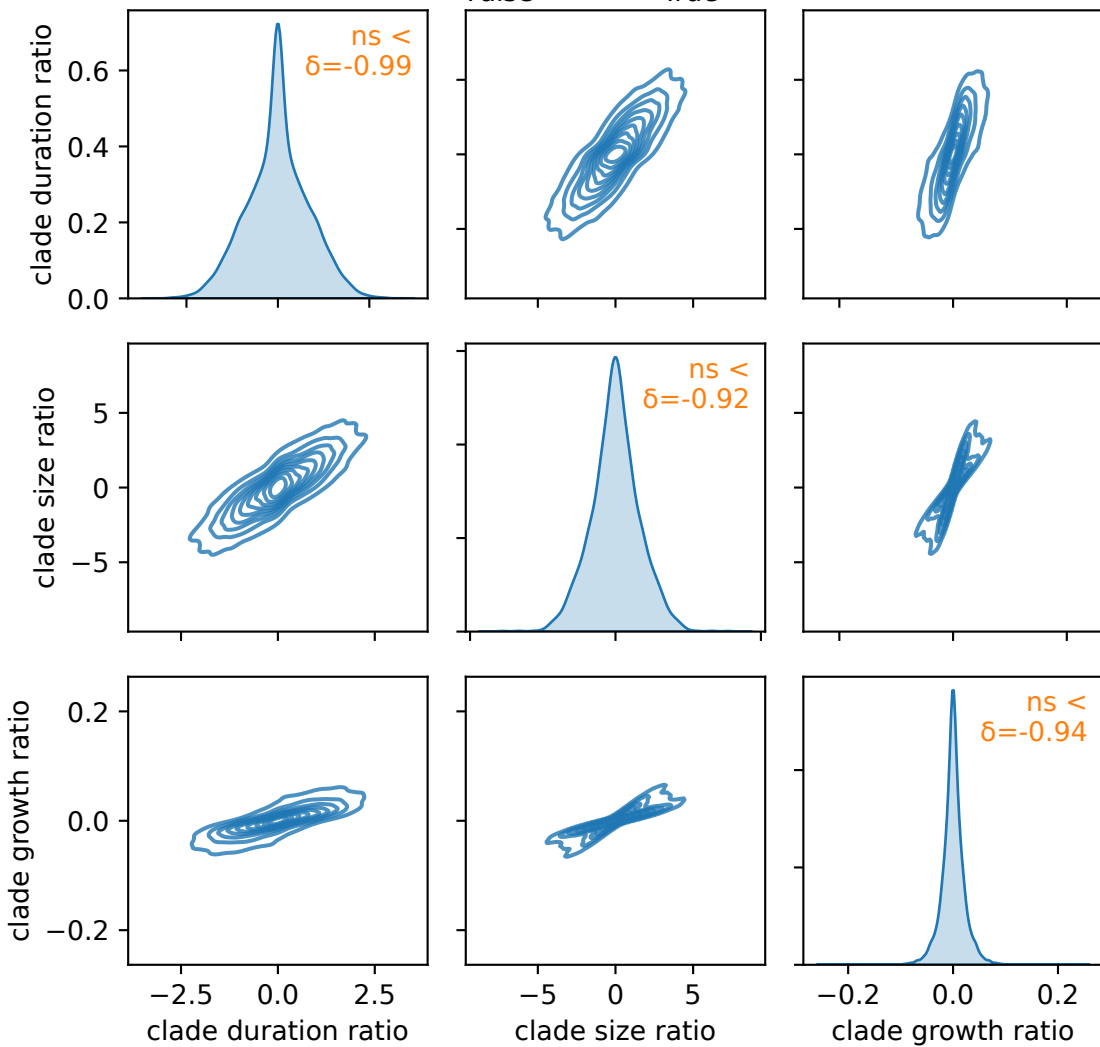 clade duration ratio
0.6
0.4
0.2
0.0
ns <
δ=-0.99
clade size ratio
5
0
−5
ns <
δ=-0.92
clade growth ratio
0.2
0.0
−0.2
ns <
δ=-0.94
−2.5 0.0 2.5
clade duration ratio
−5 0 5
clade size ratio
−0.2 0.0 0.2
clade growth ratio